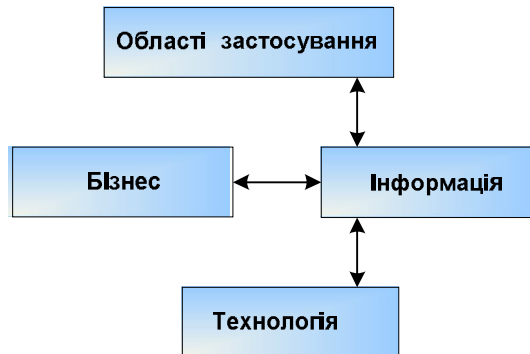 Області застосування
Бізнес
Інформація
Технологія